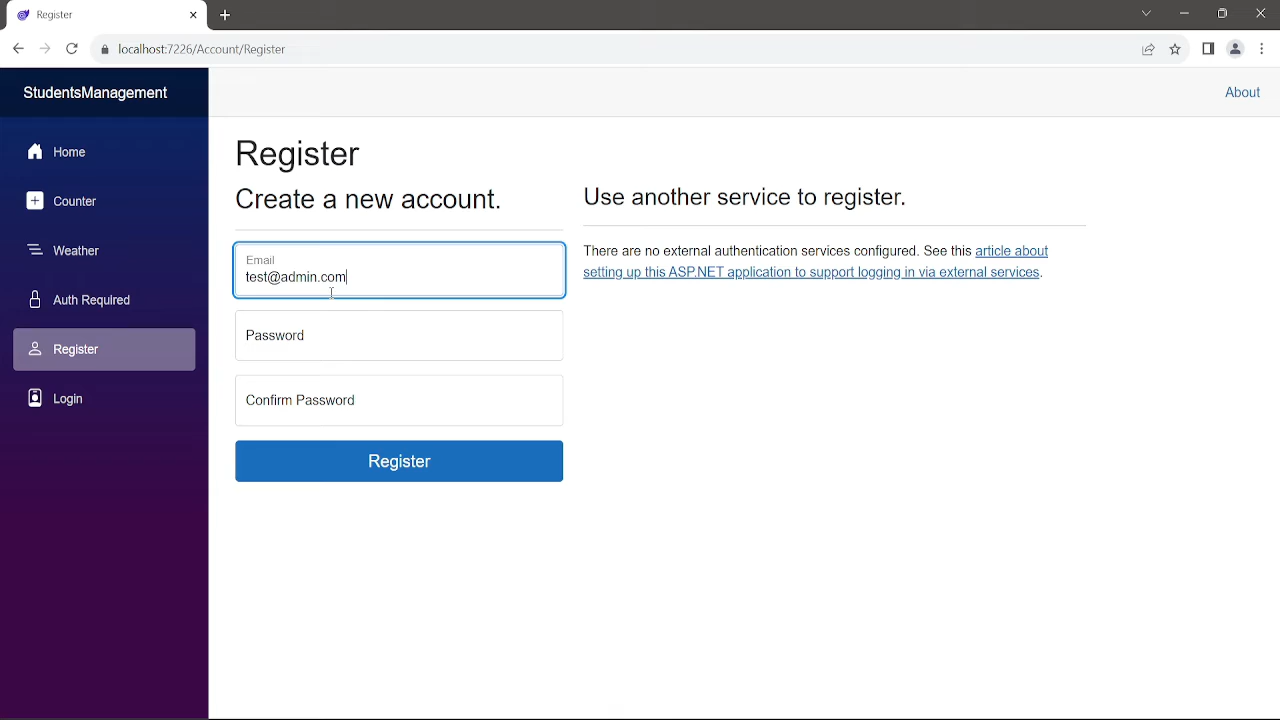 Register
localhost:7226/Account/Register
StudentsManagement
About
Home
Counter
Weather
Auth Required
Register
Login
Register
Create a new account.
Email
test@admin.com
Password
Confirm Password
Register
Use another service to register.
There are no external authentication services configured. See this article about
setting up this ASP.NET application to support logging in via external services.